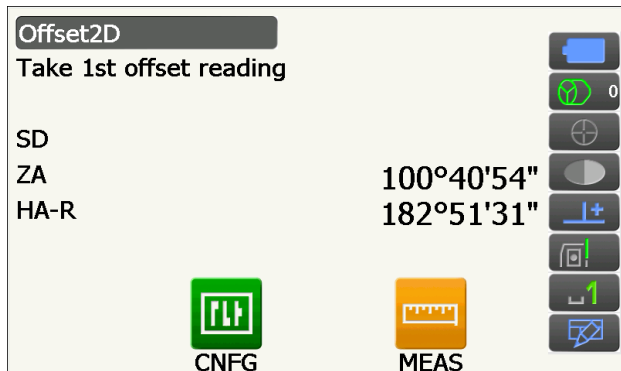 Offset2D
Take 1st offset reading
0
SD
ZA 100°40'54"
HA-R 182°51'31"
1
CNFG MEAS